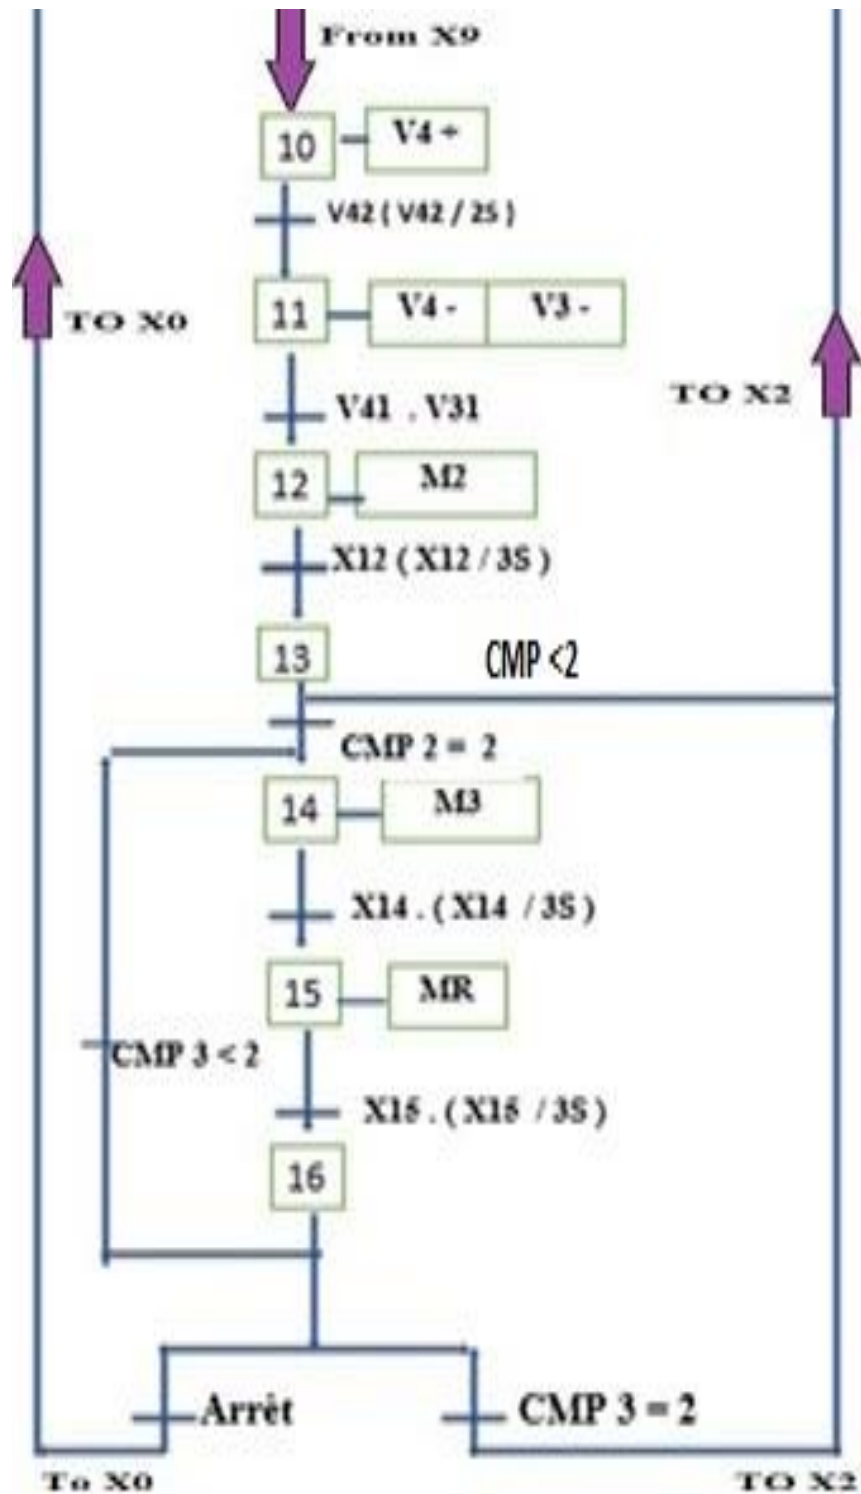 From X9
10
V4 +
V42 ( V42 / 2S )
11
V4 -
V3 -
TO X0
TO X2
V41 . V31
12
M2
X12 ( X12 / 3S )
13
CMP <2
CMP 2 = 2
14
M3
X14 . ( X14 / 3S )
15
MR
CMP 3 < 2
X15 . ( X15 / 3S )
16
Arrèt
CMP 3 = 2
To X0
TO X2